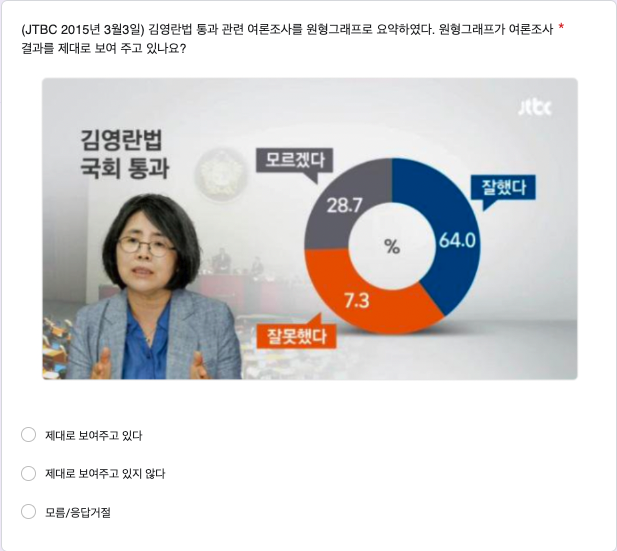 (JTBC 2015년 3월3일) 김영란법 통과 관련 여론조사를 원형그래프로 요약하였다. 원형그래프가 여론조사 *
결과를 제대로 보여 주고 있나요?
jtbc
김영란법
국회 통과
모르겠다
잘했다
28.7
%
64.0
7.3
잘못했다
제대로 보여주고 있다
제대로 보여주고 있지 않다
모름/응답거절